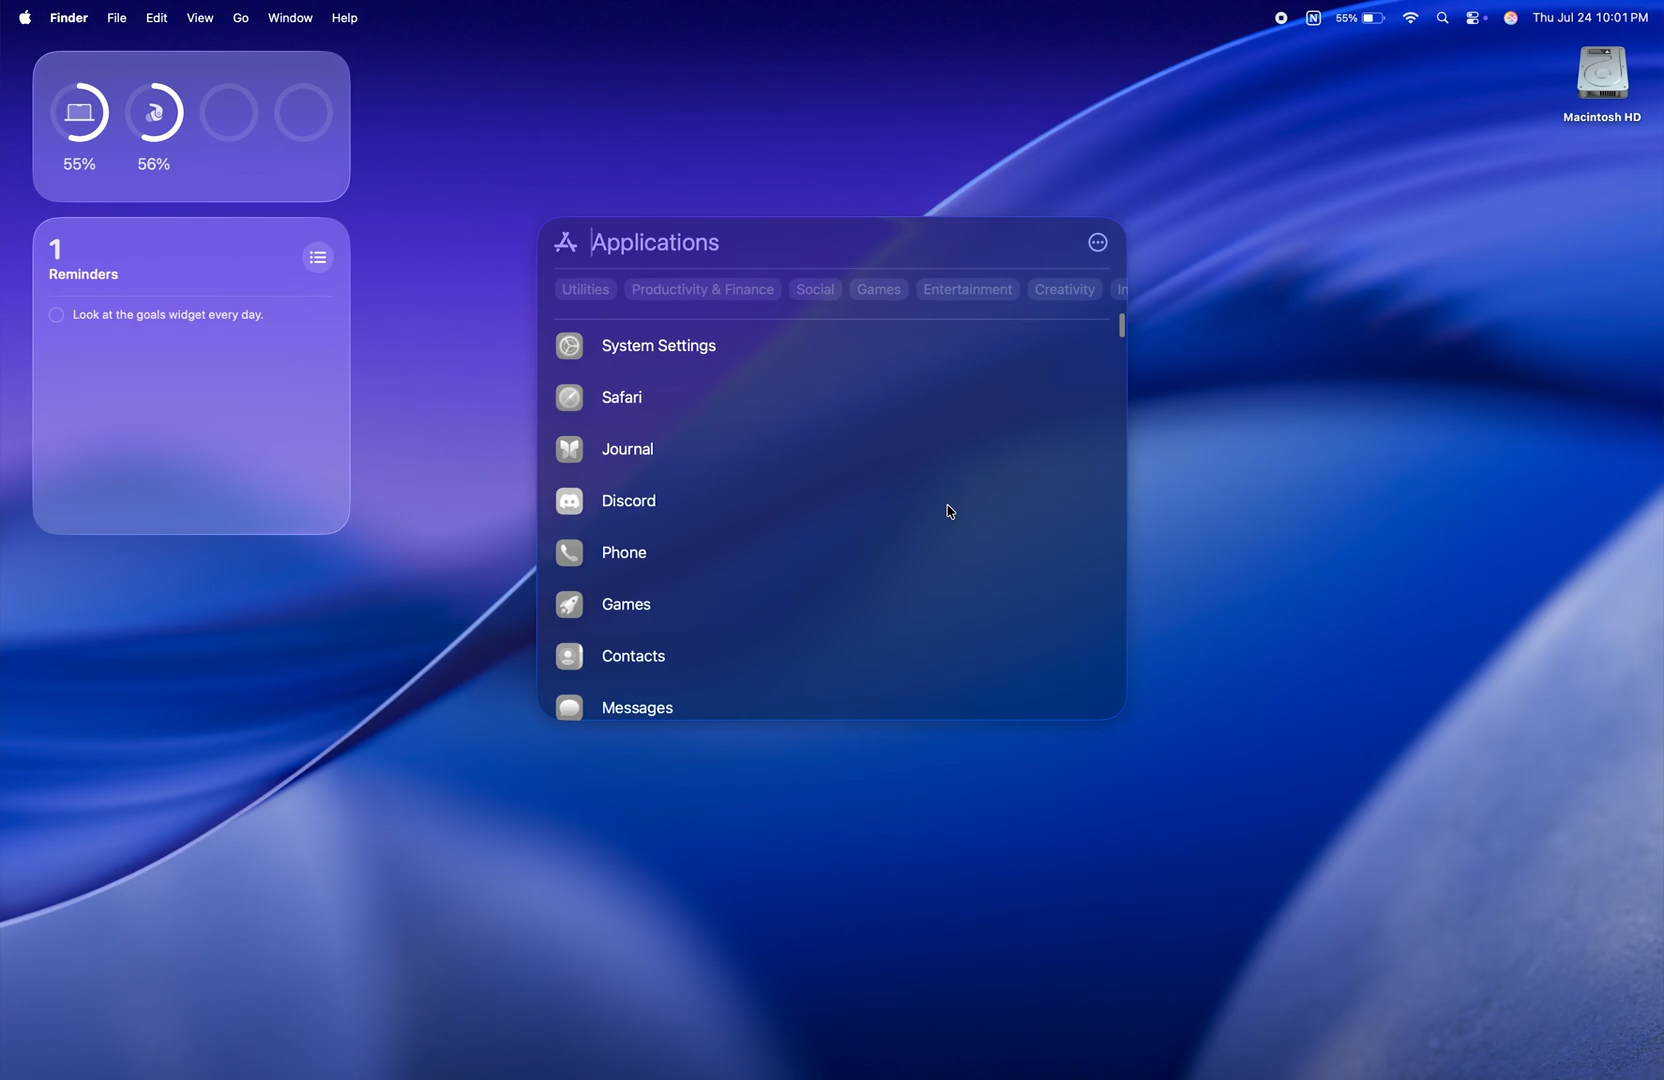 Finder File Edit View Go Window Help
N 55% Thu Jul 24 10:01 PM
Macintosh HD
55% 56%
1
Reminders
Look at the goals widget every day.
Applications
Utilities Productivity & Finance Social Games Entertainment Creativity In
System Settings
Safari
Journal
Discord
Phone
Games
Contacts
Messages